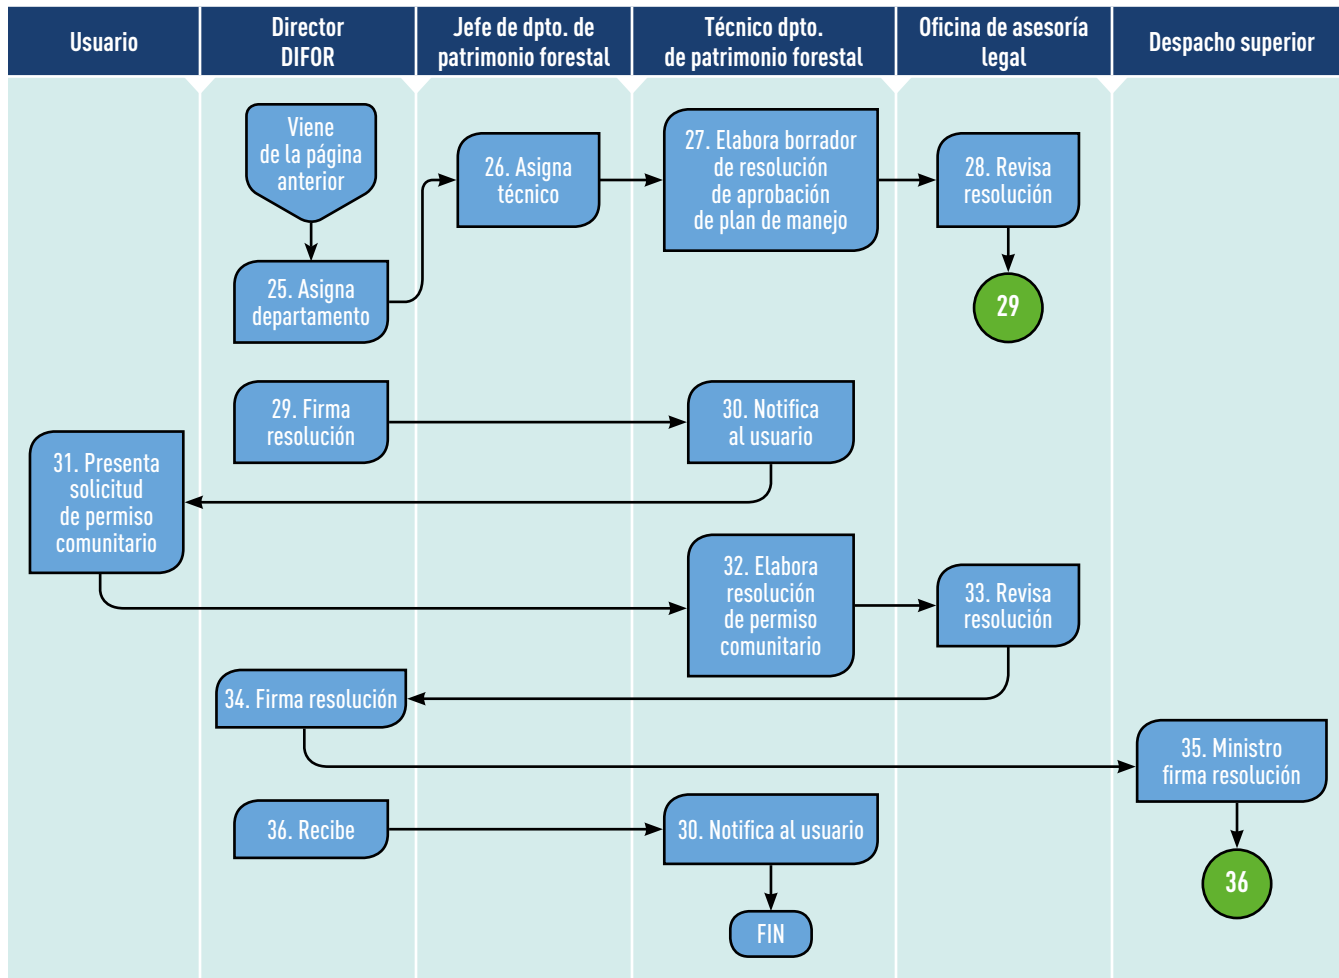 Usuario
Director
DIFOR
Jefe de dpto. de
patrimonio forestal
Técnico dpto.
de patrimonio forestal
Oficina de asesoría
legal
Despacho superior
Viene
de la página
anterior
25. Asigna
departamento
26. Asigna
técnico
27. Elabora borrador
de resolución
de aprobación
de plan de manejo
28. Revisa
resolución
29
29. Firma
resolución
30. Notifica
al usuario
31. Presenta
solicitud
de permiso
comunitario
32. Elabora
resolución
de permiso
comunitario
33. Revisa
resolución
34. Firma resolución
35. Ministro
firma resolución
36
36. Recibe
30. Notifica al usuario
FIN